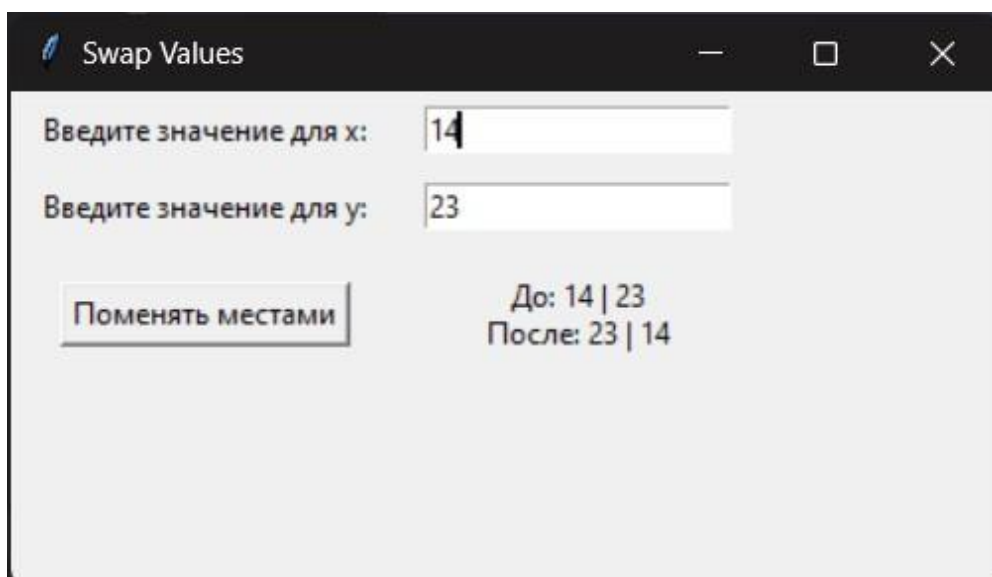 Swap Values
Введите значение для x: 14
Введите значение для y: 23
Поменять местами
До: 14 | 23
После: 23 | 14